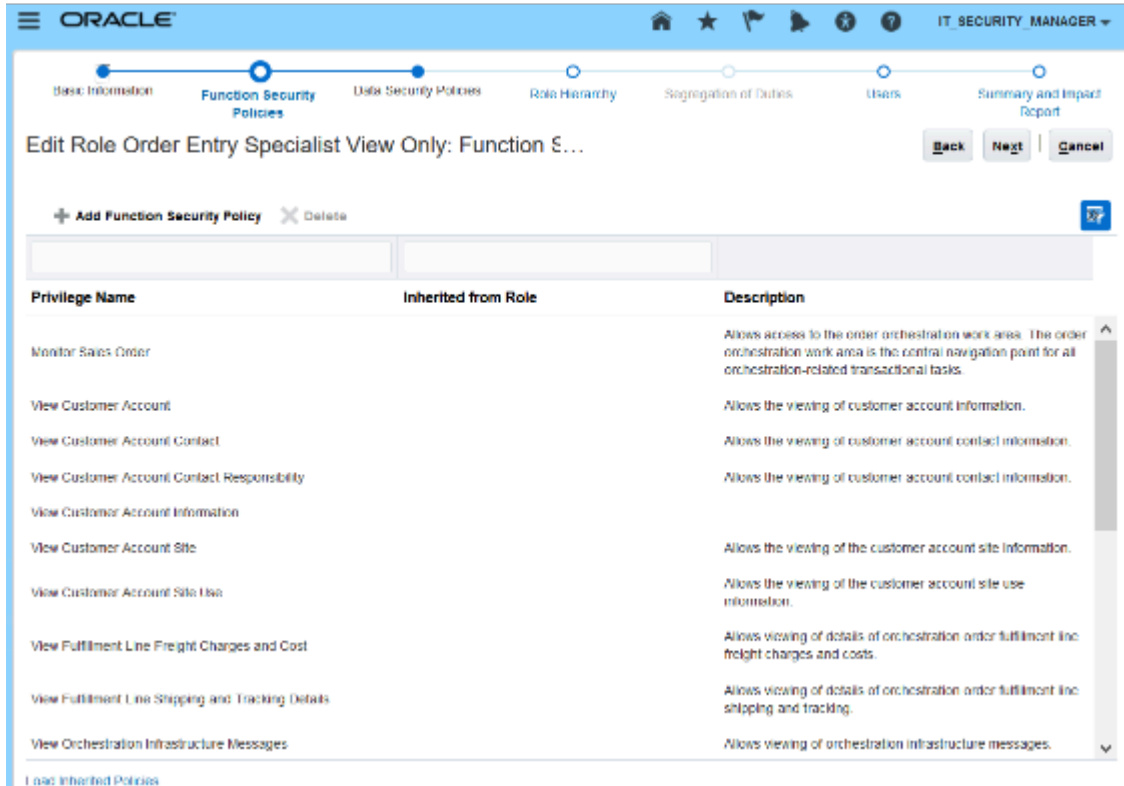 ORACLE
IT_SECURITY_MANAGER
Basic Information
Function Security
Policies
Data Security Policies
Role Hierarchy
Segregation of Duties
Users
Summary and Impact
Report
Edit Role Order Entry Specialist View Only: Function S...
Back
Next
Cancel
Add Function Security Policy
Delete
Privilege Name
Inherited from Role
Description
Monitor Sales Order
Allows access to the order orchestration work area. The order
orchestration work area is the central navigation point for all
orchestration-related transactional tasks.
View Customer Account
Allows the viewing of customer account information.
View Customer Account Contact
Allows the viewing of customer account contact information.
View Customer Account Contact Responsibility
Allows the viewing of customer account contact information.
View Customer Account Information
View Customer Account Site
Allows the viewing of the customer account site information.
View Customer Account Site Use
Allows the viewing of the customer account site use
information.
View Fulfillment Line Freight Charges and Cost
Allows viewing of details of orchestration order fulfillment line
freight charges and costs.
View Fulfillment Line Shipping and Tracking Details
Allows viewing of details of orchestration order fulfillment line
shipping and tracking.
View Orchestration Infrastructure Messages
Allows viewing of orchestration infrastructure messages.
Load Inherited Policies